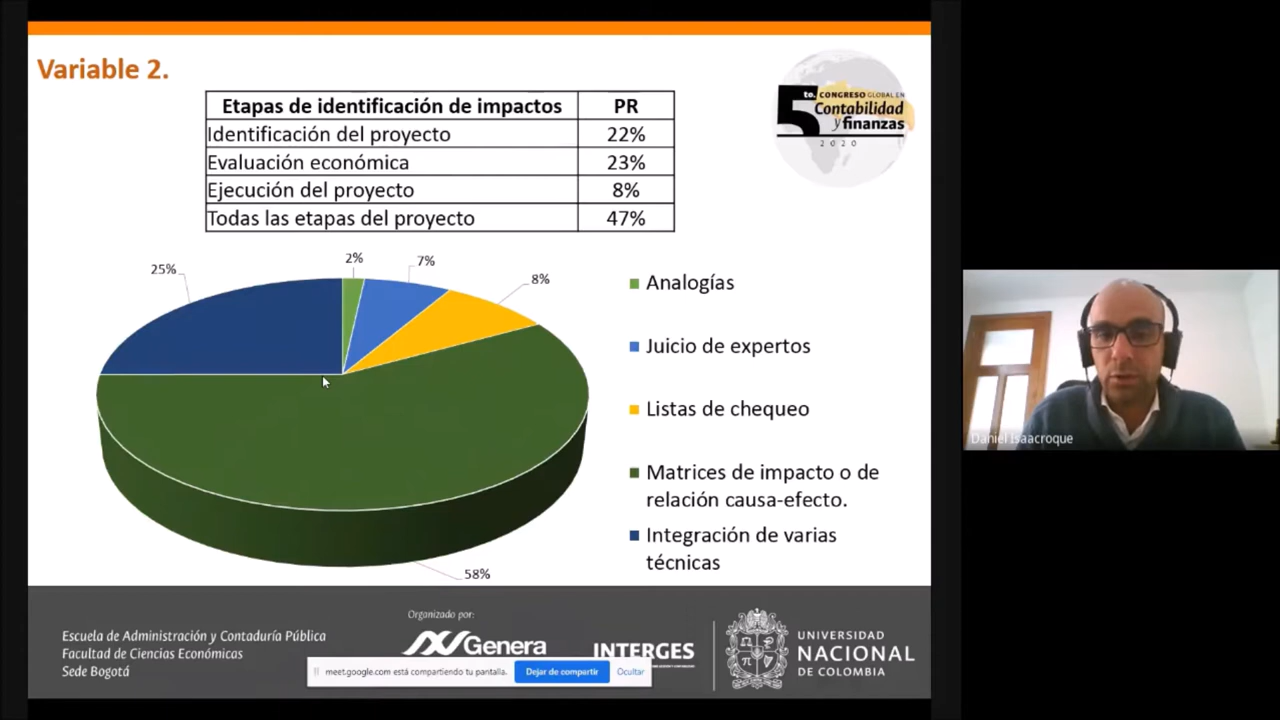 Variable 2.
Etapas de identificación de impactos PR
Identificación del proyecto 22%
Evaluación económica 23%
Ejecución del proyecto 8%
Todas las etapas del proyecto 47%
5to. CONGRESO GLOBAL EN
Contabilidad
y finanzas
2020
25%
2%
7%
8%
58%
Analogías
Juicio de expertos
Listas de chequeo
Matrices de impacto o de
relación causa-efecto.
Integración de varias
técnicas
Daniel Isaacroque
Escuela de Administración y Contaduría Pública
Facultad de Ciencias Económicas
Sede Bogotá
Organizado por:
Genera
INTERGES
UNIVERSIDAD
NACIONAL
DE COLOMBIA
meet.google.com está compartiendo tu pantalla. Dejar de compartir Ocultar